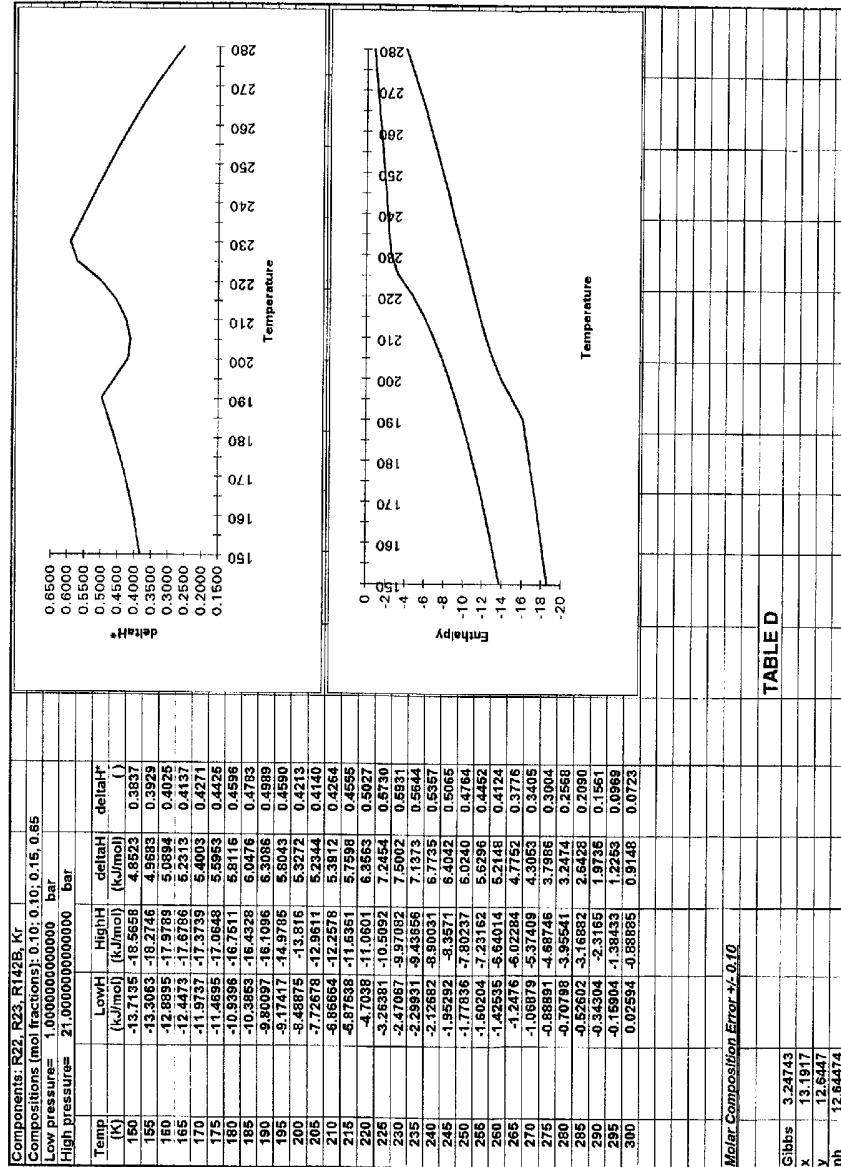 Components: R22, R23, R142B, Kr
Compositions (mol fractions): 0.10; 0.10; 0.15, 0.65
Low pressure= 1.00000000000000 bar
High pressure= 21.0000000000000 bar
Temp LowH HighH deltaH deltaH*
(K) (kJ/mol) (kJ/mol) (kJ/mol) ( )
150 -13.7135 -18.5658 4.8523 0.3837
155 -13.3063 -18.2746 4.9683 0.3929
160 -12.8895 -17.9789 5.0894 0.4025
165 -12.4473 -17.6786 5.2313 0.4137
170 -11.9737 -17.3739 5.4003 0.4271
175 -11.4695 -17.0648 5.5953 0.4425
180 -10.9396 -16.7511 5.8116 0.4596
185 -10.3853 -16.4328 6.0476 0.4783
190 -9.80097 -16.1096 6.3086 0.4989
195 -9.17417 -14.9785 5.8043 0.4590
200 -8.48875 -13.816 5.3272 0.4213
205 -7.72678 -12.9611 5.2344 0.4140
210 -6.86664 -12.2578 5.3912 0.4264
215 -5.87638 -11.6361 5.7598 0.4555
220 -4.7038 -11.0601 6.3563 0.5027
225 -3.26381 -10.5092 7.2454 0.5730
230 -2.47067 -9.97082 7.5002 0.5931
235 -2.29931 -9.43656 7.1373 0.5644
240 -2.12682 -8.90031 6.7735 0.5357
245 -1.95292 -8.3571 6.4042 0.5065
250 -1.77836 -7.80237 6.0240 0.4764
255 -1.60204 -7.23162 5.6296 0.4452
260 -1.42535 -6.64014 5.2148 0.4124
265 -1.2476 -6.02284 4.7752 0.3776
270 -1.06879 -5.37409 4.3053 0.3405
275 -0.88891 -4.68746 3.7986 0.3004
280 -0.70798 -3.95541 3.2474 0.2568
285 -0.52602 -3.16882 2.6428 0.2090
290 -0.34304 -2.3165 1.9735 0.1561
295 -0.15904 -1.38433 1.2253 0.0969
300 0.02594 -0.88885 0.9148 0.0723
Molar Composition Error +/- 0.10
Gibbs 3.24743
x 13.1917
y 12.6447
nh 12.64474
deltaH*
0.6500
0.6000
0.5500
0.5000
0.4500
0.4000
0.3500
0.3000
0.2500
0.2000
0.1500
150 160 170 180 190 200 210 220 230 240 250 260 270 280
Temperature
Enthalpy
0
-2
-4
-6
-8
-10
-12
-14
-16
-18
-20
150 160 170 180 190 200 210 220 230 240 250 260 270 280
Temperature
TABLE D